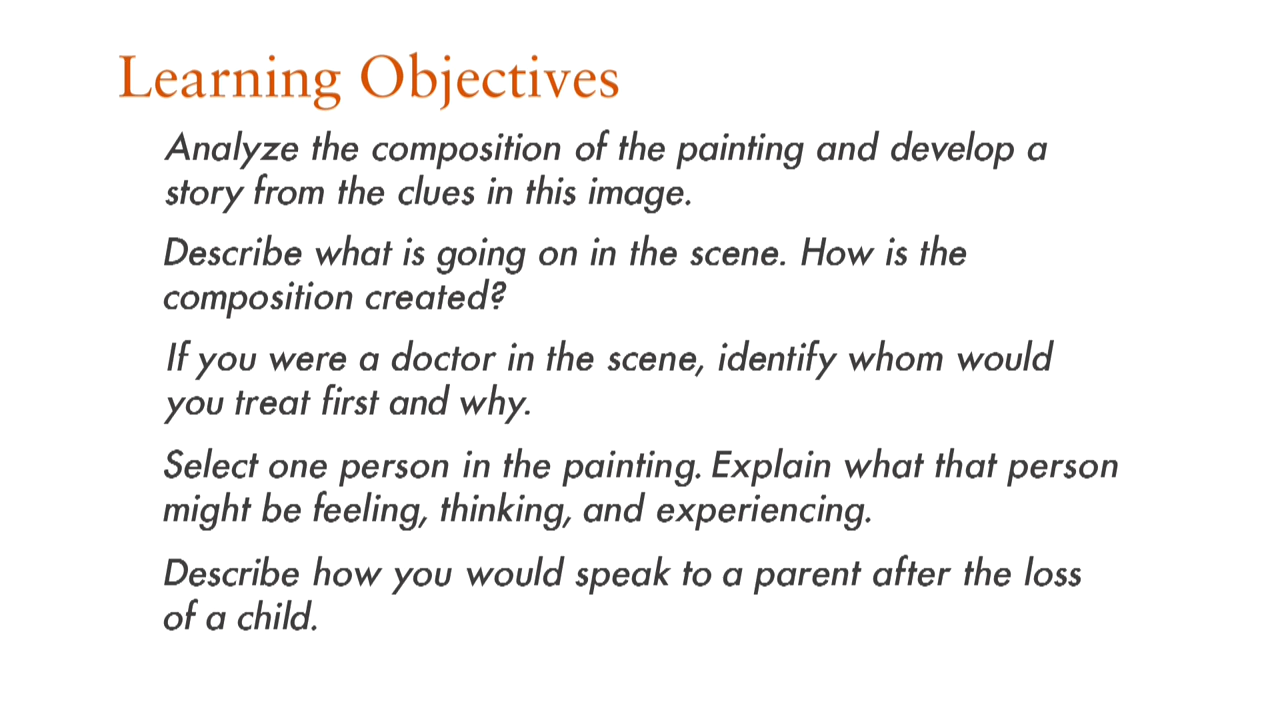 Learning Objectives
Analyze the composition of the painting and develop a
story from the clues in this image.
Describe what is going on in the scene. How is the
composition created?
If you were a doctor in the scene, identify whom would
you treat first and why.
Select one person in the painting. Explain what that person
might be feeling, thinking, and experiencing.
Describe how you would speak to a parent after the loss
of a child.